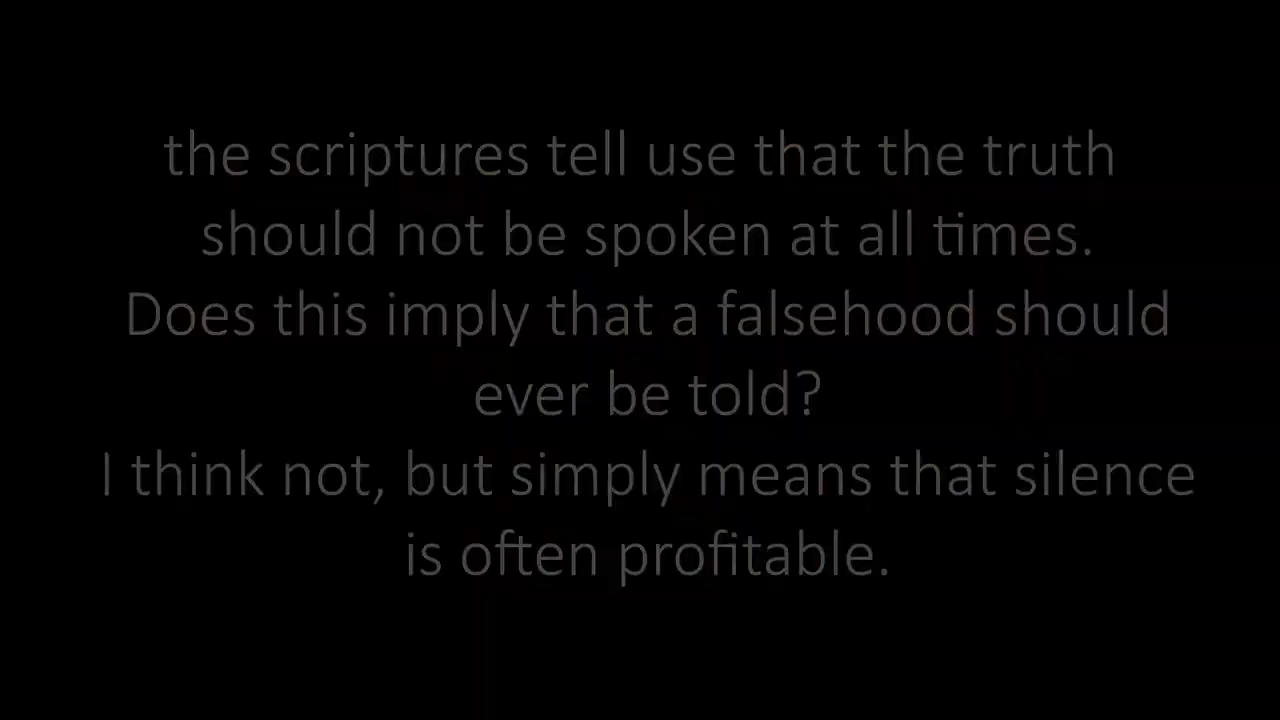 the scriptures tell use that the truth
should not be spoken at all times.
Does this imply that a falsehood should
ever be told?
I think not, but simply means that silence
is often profitable.